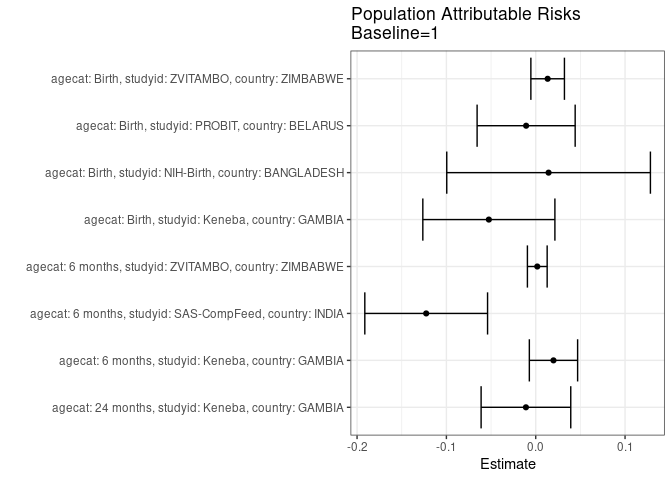 Population Attributable Risks
Baseline=1
agecat: Birth, studyid: ZVITAMBO, country: ZIMBABWE
agecat: Birth, studyid: PROBIT, country: BELARUS
agecat: Birth, studyid: NIH-Birth, country: BANGLADESH
agecat: Birth, studyid: Keneba, country: GAMBIA
agecat: 6 months, studyid: ZVITAMBO, country: ZIMBABWE
agecat: 6 months, studyid: SAS-CompFeed, country: INDIA
agecat: 6 months, studyid: Keneba, country: GAMBIA
agecat: 24 months, studyid: Keneba, country: GAMBIA
-0.2 -0.1 0.0 0.1
Estimate